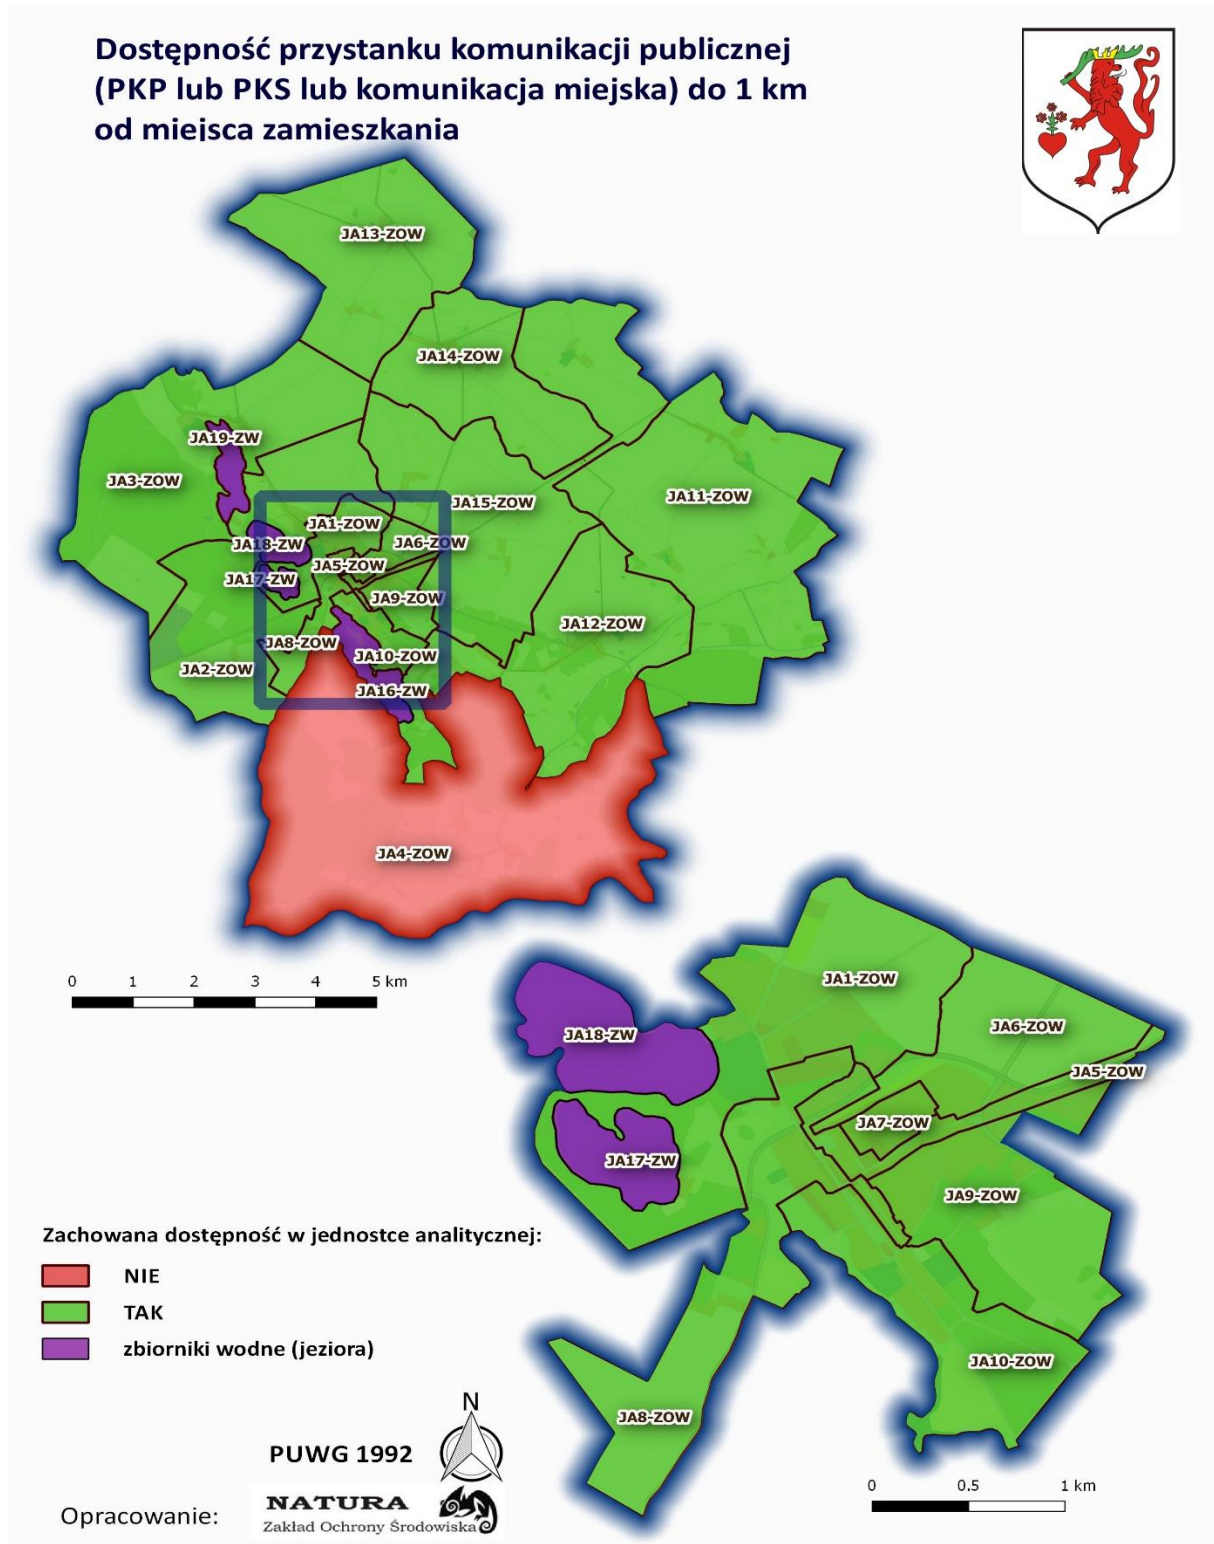 Dostępność przystanku komunikacji publicznej
(PKP lub PKS lub komunikacja miejska) do 1 km
od miejsca zamieszkania
JA13-ZOW
JA14-ZOW
JA19-ZW
JA3-ZOW
JA11-ZOW
JA15-ZOW
JA1-ZOW
JA6-ZOW
JA18-ZW
JA5-ZOW
JA17-ZW
JA9-ZOW
JA12-ZOW
JA8-ZOW
JA10-ZOW
JA2-ZOW
JA16-ZW
JA4-ZOW
0 1 2 3 4 5 km
JA1-ZOW
JA6-ZOW
JA18-ZW
JA5-ZOW
JA7-ZOW
JA17-ZW
JA9-ZOW
JA10-ZOW
JA8-ZOW
Zachowana dostępność w jednostce analitycznej:
NIE
TAK
zbiorniki wodne (jeziora)
N
PUWG 1992
0 0.5 1 km
Opracowanie:
NATURA
Zakład Ochrony Środowiska